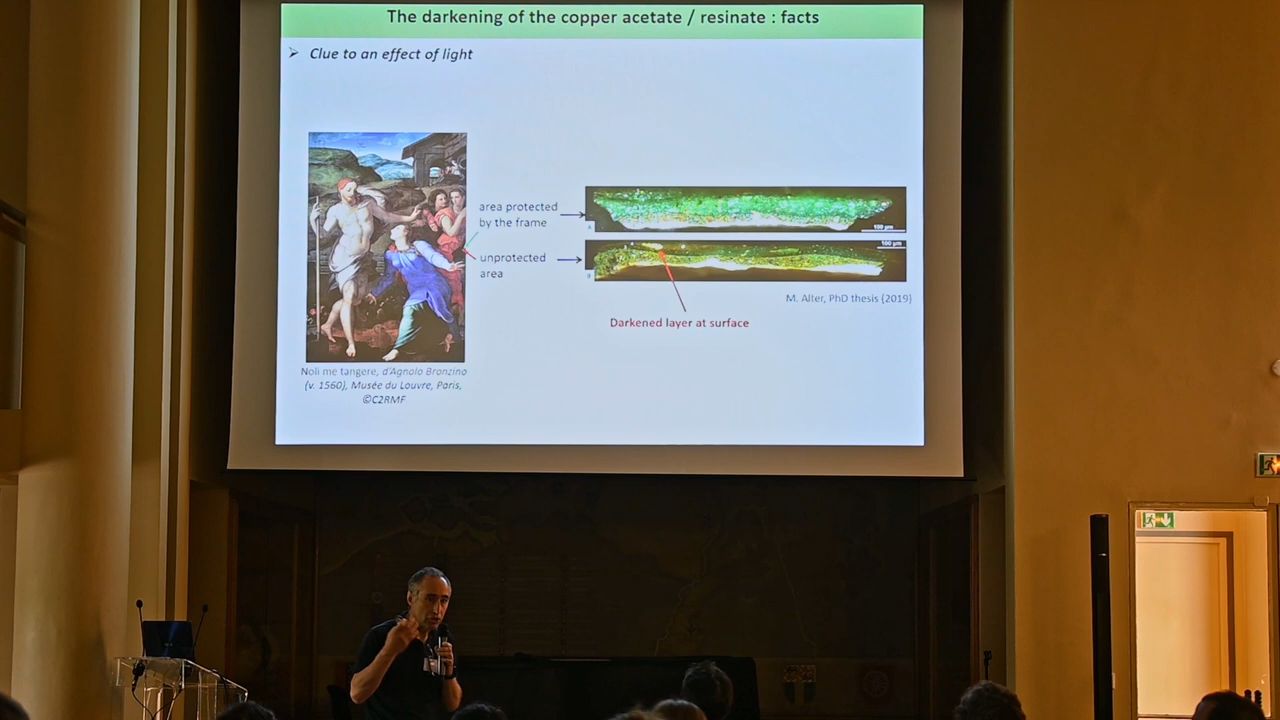 The darkening of the copper acetate / resinate : facts
➢ Clue to an effect of light
area protected
by the frame
unprotected
area
100 µm
100 µm
M. Alter, PhD thesis (2019)
Darkened layer at surface
Noli me tangere, d'Agnolo Bronzino
(v. 1560), Musée du Louvre, Paris,
©C2RMF